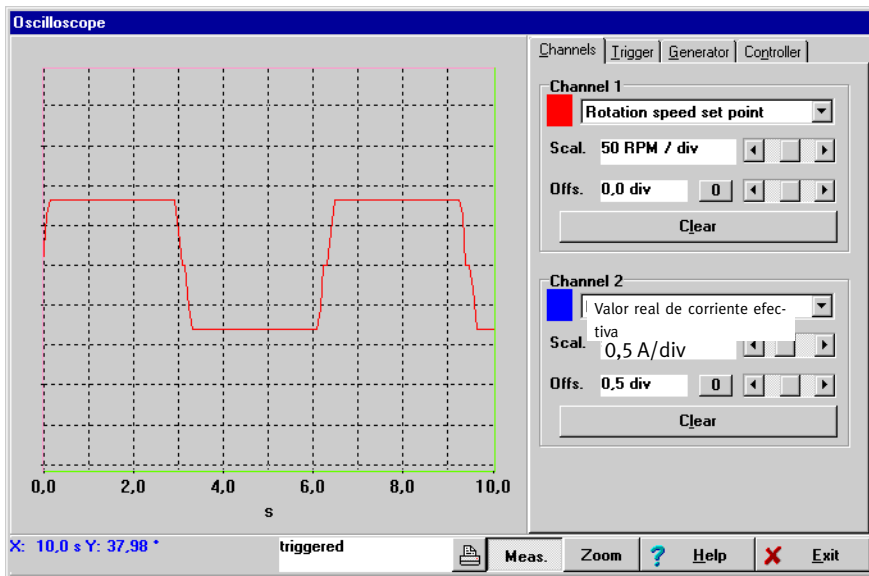 Oscilloscope
Channels Trigger Generator Controller
Channel 1
Rotation speed set point
Scal. 50 RPM / div
Offs. 0,0 div 0
Clear
Channel 2
Valor real de corriente efec-
tiva
Scal. 0,5 A/div
Offs. 0,5 div 0
Clear
0,0 2,0 4,0 6,0 8,0 10,0
s
X: 10,0 s Y: 37,98 °
triggered
Meas. Zoom ? Help Exit